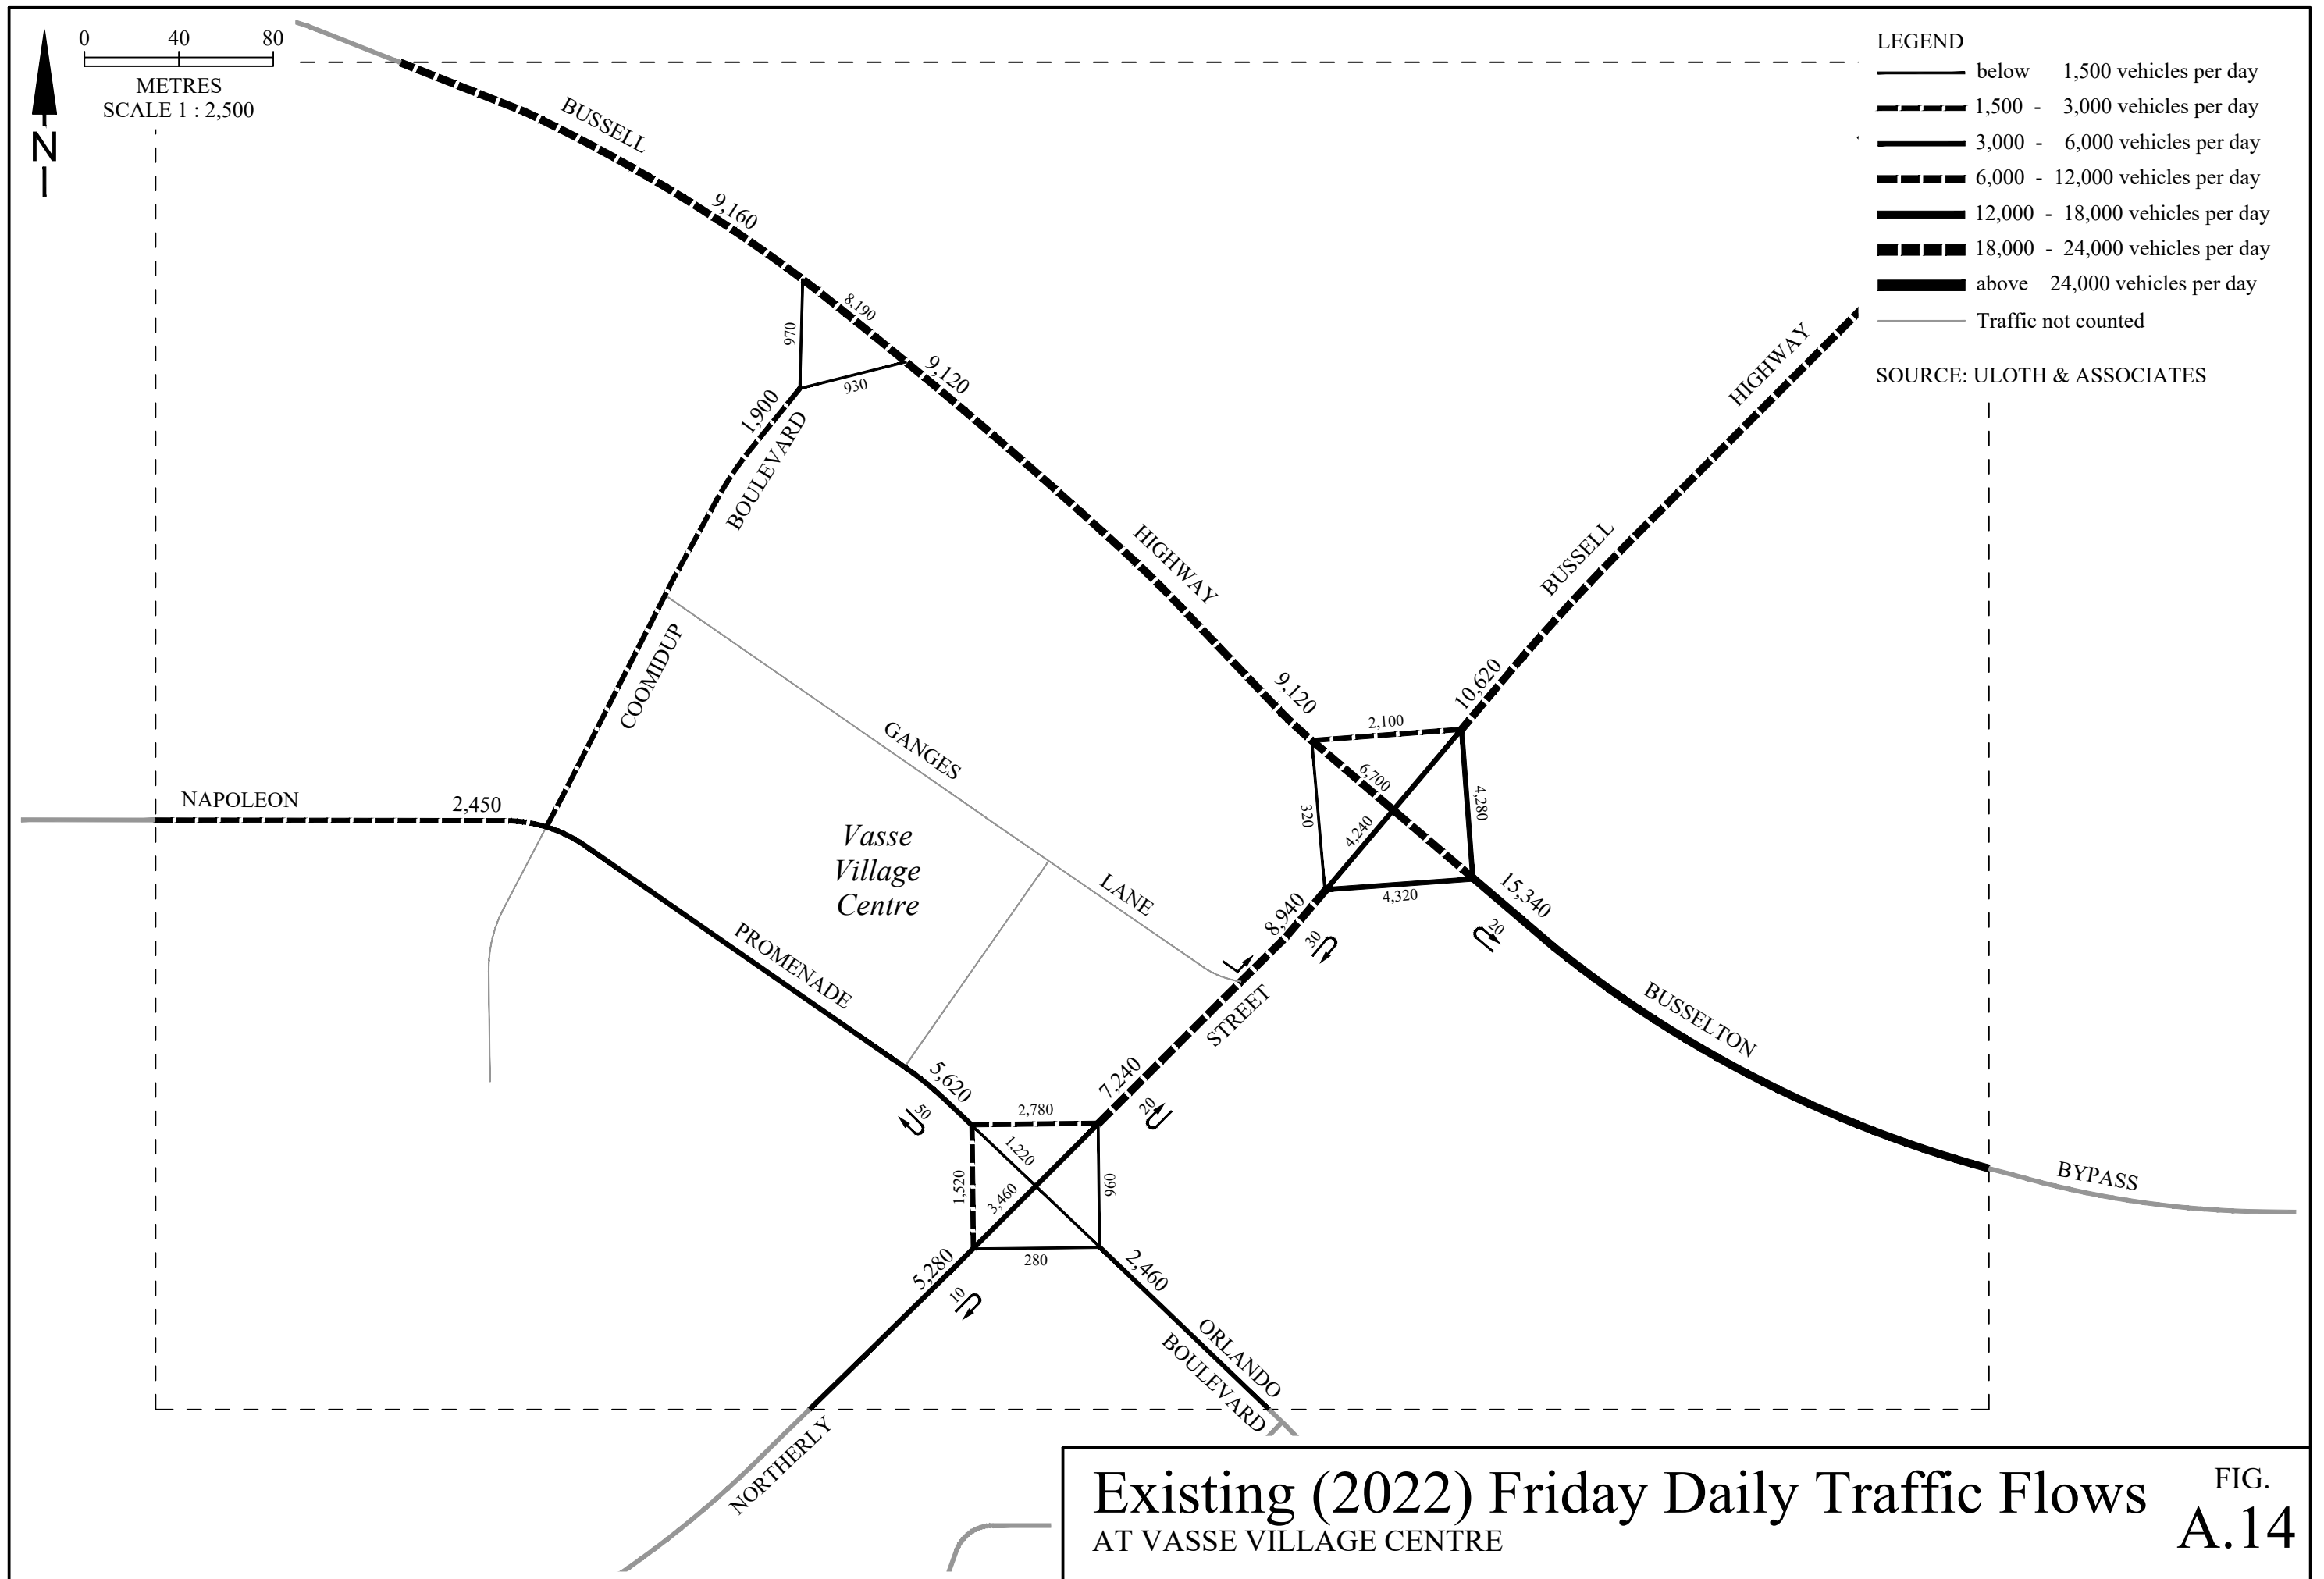 0 40 80
METRES
SCALE 1 : 2,500
N
LEGEND
below 1,500 vehicles per day
1,500 - 3,000 vehicles per day
3,000 - 6,000 vehicles per day
6,000 - 12,000 vehicles per day
12,000 - 18,000 vehicles per day
18,000 - 24,000 vehicles per day
above 24,000 vehicles per day
Traffic not counted
SOURCE: ULOTH & ASSOCIATES
BUSSELL
9,160
8,190
970
930
9,120
1,900
BOULEVARD
HIGHWAY
HIGHWAY
BUSSELL
COOMIDUP
9,120
10,620
2,100
6,700
320
4,240
4,280
4,320
GANGES
LANE
NAPOLEON
2,450
Vasse
Village
Centre
15,340
20
8,940
30
PROMENADE
STREET
BUSSELTON
BYPASS
5,620
50
7,240
20
2,780
1,220
1,520
3,460
990
280
5,280
10
2,460
ORLANDO
BOULEVARD
NORTHERLY
Existing (2022) Friday Daily Traffic Flows
AT VASSE VILLAGE CENTRE
FIG.
A.14